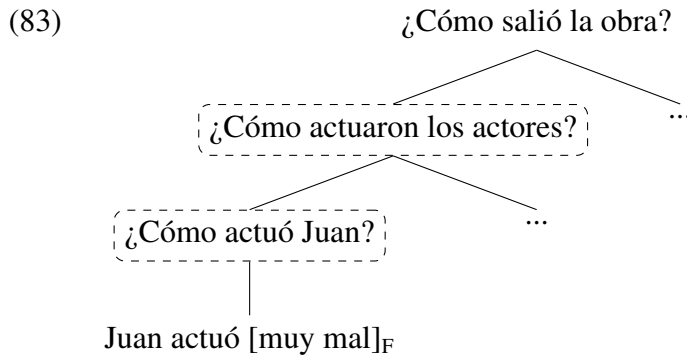 (83) ¿Cómo salió la obra?
¿Cómo actuaron los actores? ...
¿Cómo actuó Juan? ...
Juan actuó [muy mal]F